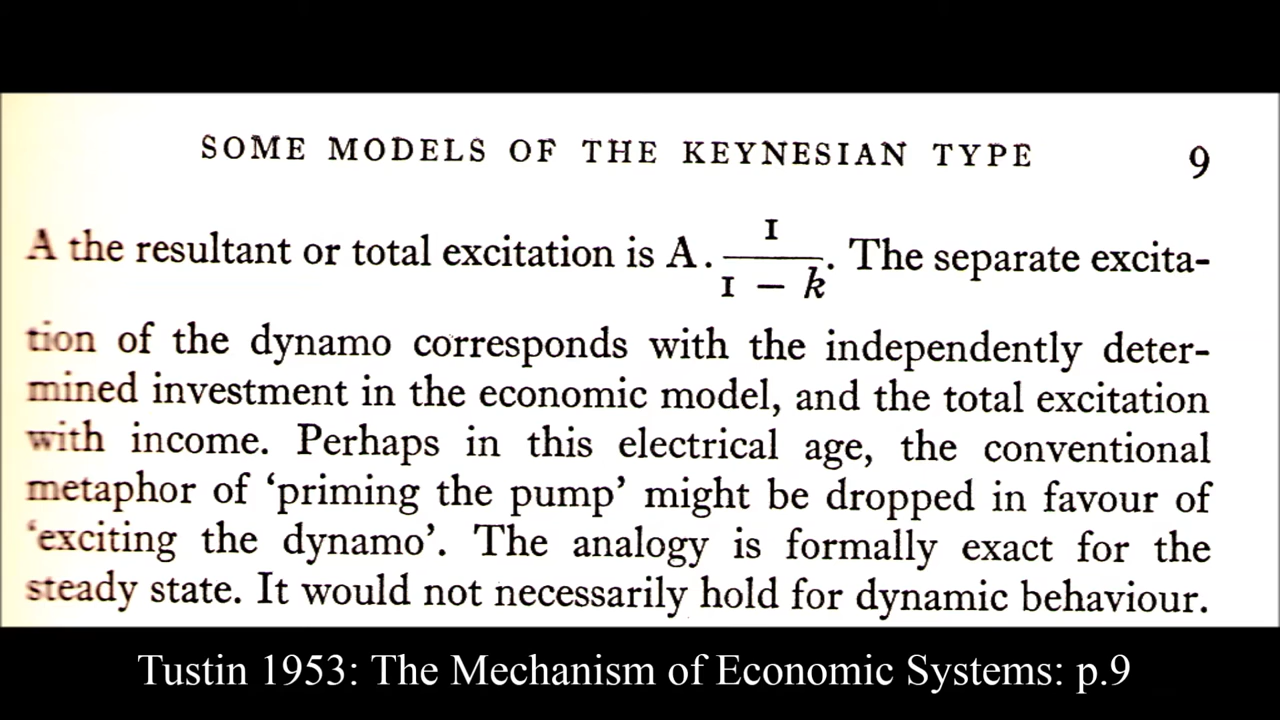 SOME MODELS OF THE KEYNESIAN TYPE 9
A the resultant or total excitation is A . 1/(1 − k). The separate excita-
tion of the dynamo corresponds with the independently deter-
mined investment in the economic model, and the total excitation
with income. Perhaps in this electrical age, the conventional
metaphor of ‘priming the pump’ might be dropped in favour of
‘exciting the dynamo’. The analogy is formally exact for the
steady state. It would not necessarily hold for dynamic behaviour.
Tustin 1953: The Mechanism of Economic Systems: p.9